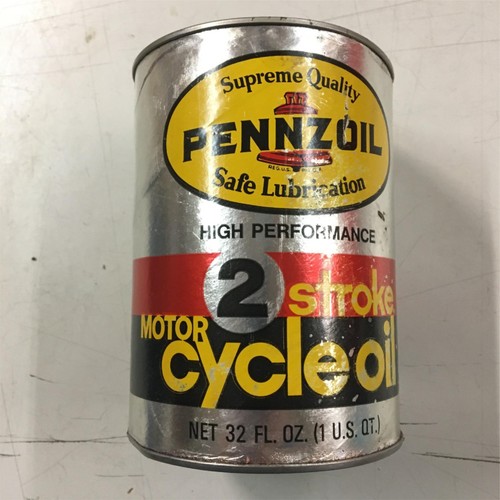 Supreme Quality
PENNZOIL
Safe Lubrication
HIGH PERFORMANCE
2 stroke
MOTOR
cycle oil
NET 32 FL. OZ. (1 U.S. QT.)